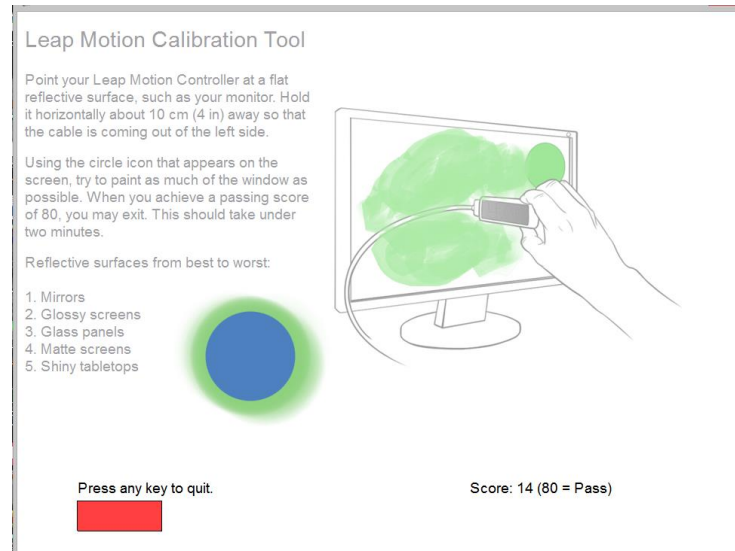 Leap Motion Calibration Tool
Point your Leap Motion Controller at a flat
reflective surface, such as your monitor. Hold
it horizontally about 10 cm (4 in) away so that
the cable is coming out of the left side.
Using the circle icon that appears on the
screen, try to paint as much of the window as
possible. When you achieve a passing score
of 80, you may exit. This should take under
two minutes.
Reflective surfaces from best to worst:
1. Mirrors
2. Glossy screens
3. Glass panels
4. Matte screens
5. Shiny tabletops
Press any key to quit.
Score: 14 (80 = Pass)